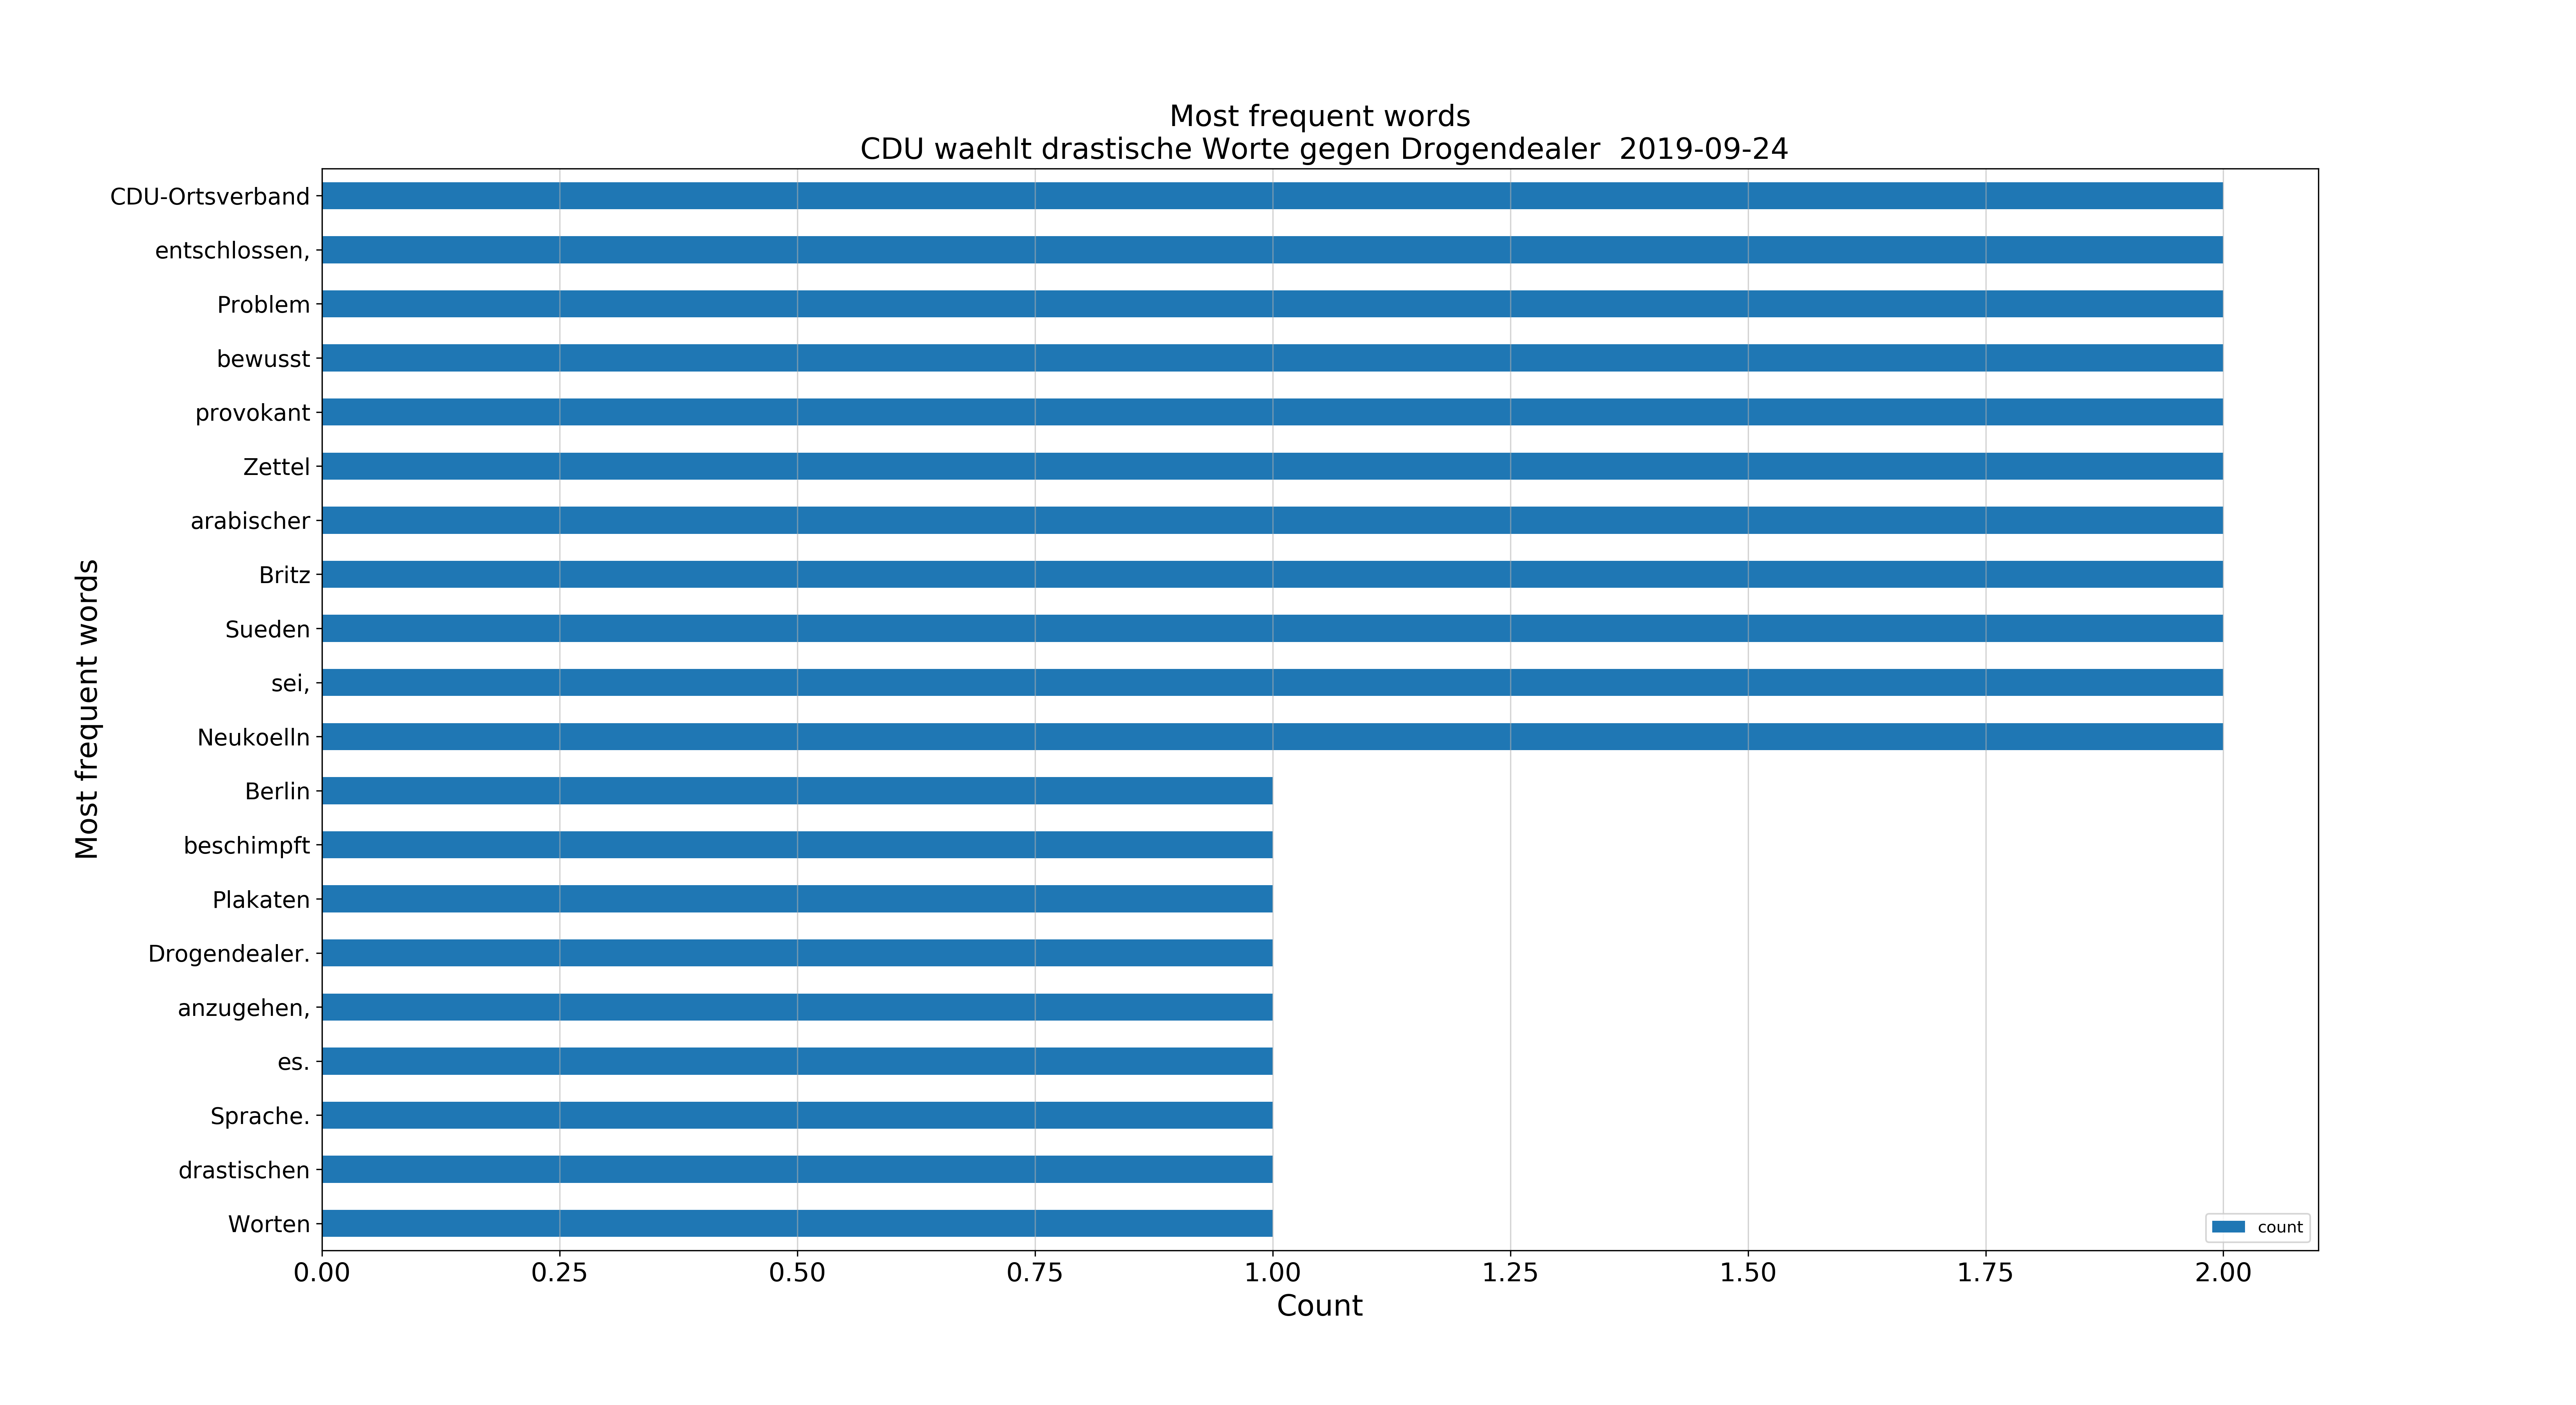 Most frequent words
CDU waehlt drastische Worte gegen Drogendealer  2019-09-24
Most frequent words
CDU-Ortsverband
entschlossen,
Problem
bewusst
provokant
Zettel
arabischer
Britz
Sueden
sei,
Neukoelln
Berlin
beschimpft
Plakaten
Drogendealer.
anzugehen,
es.
Sprache.
drastischen
Worten
count
0.00 0.25 0.50 0.75 1.00 1.25 1.50 1.75 2.00
Count